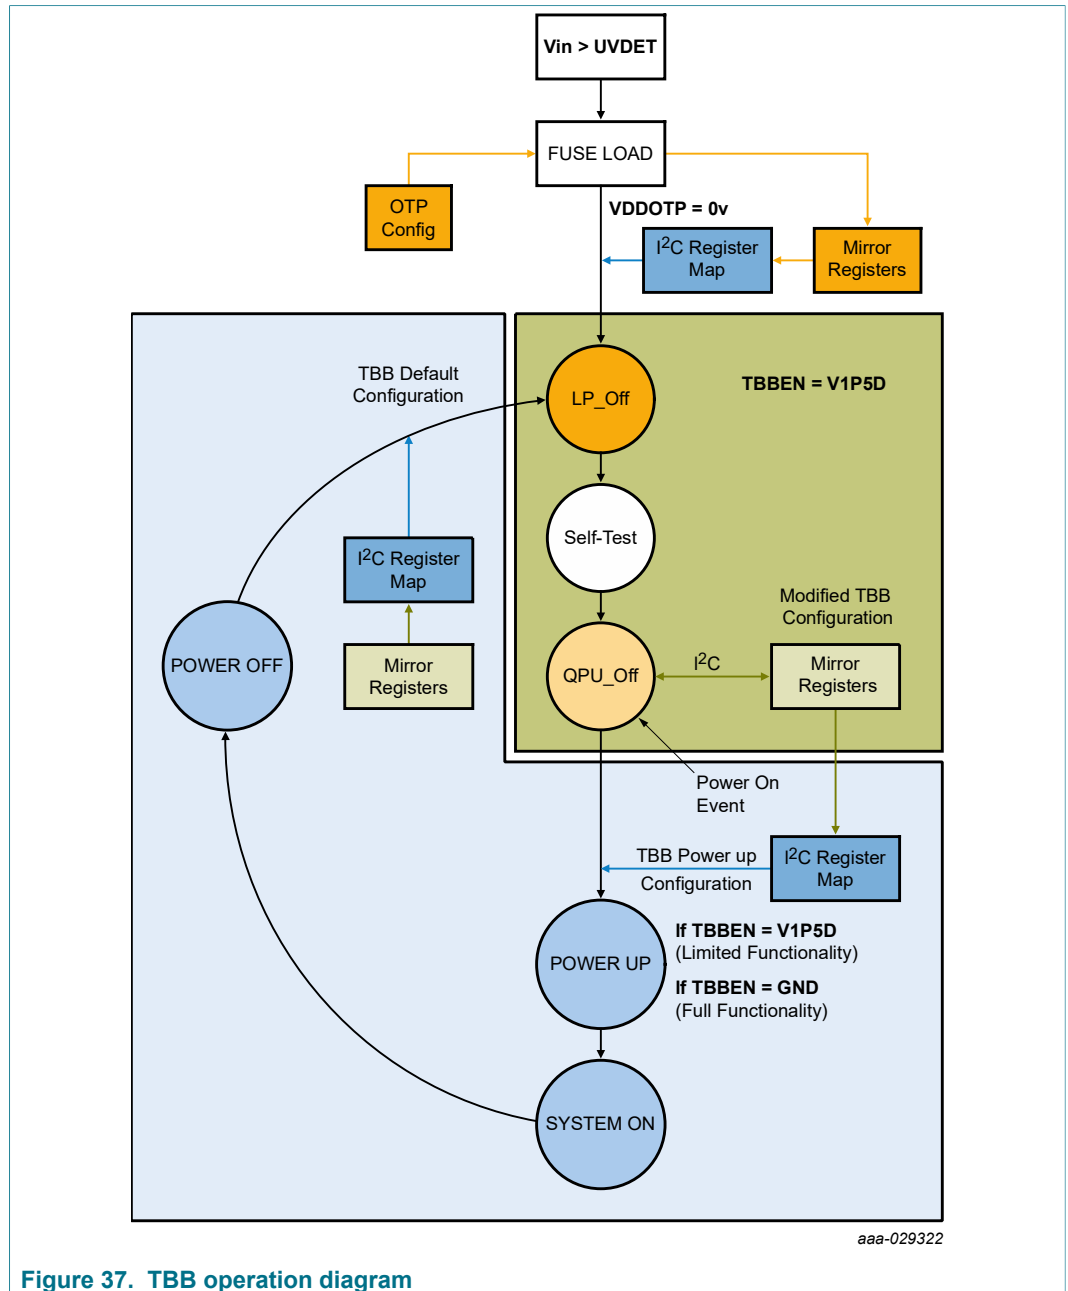 Vin > UVDET
FUSE LOAD
OTP
Config
VDDOTP = 0v
I2C Register
Map
Mirror
Registers
TBB Default
Configuration
LP_Off
TBBEN = V1P5D
Self-Test
I2C Register
Map
Modified TBB
Configuration
POWER OFF
Mirror
Registers
QPU_Off
I2C
Mirror
Registers
Power On
Event
TBB Power up
Configuration
I2C Register
Map
POWER UP
If TBBEN = V1P5D
(Limited Functionality)
If TBBEN = GND
(Full Functionality)
SYSTEM ON
aaa-029322
Figure 37. TBB operation diagram